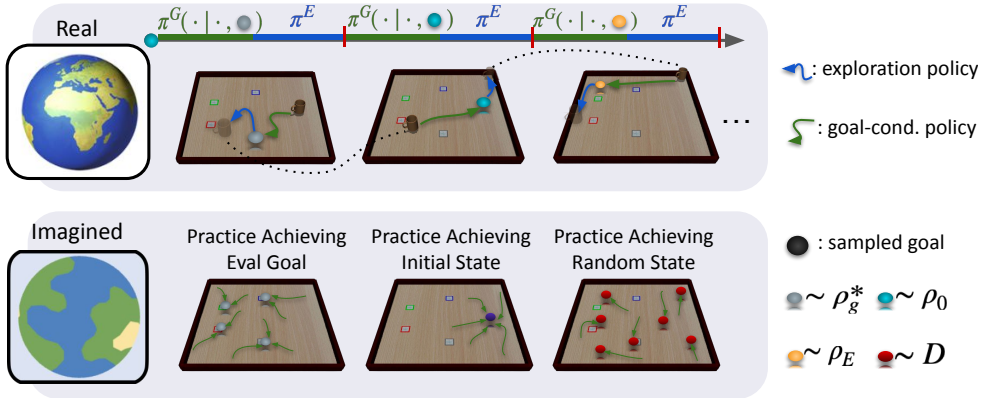 Real
π^G(·|·, ) π^E π^G(·|·, ) π^E π^G(·|·, ) π^E
: exploration policy
: goal-cond. policy
...
Imagined
Practice Achieving Eval Goal
Practice Achieving Initial State
Practice Achieving Random State
: sampled goal
~ ρ_g^* ~ ρ_0
~ ρ_E ~ D